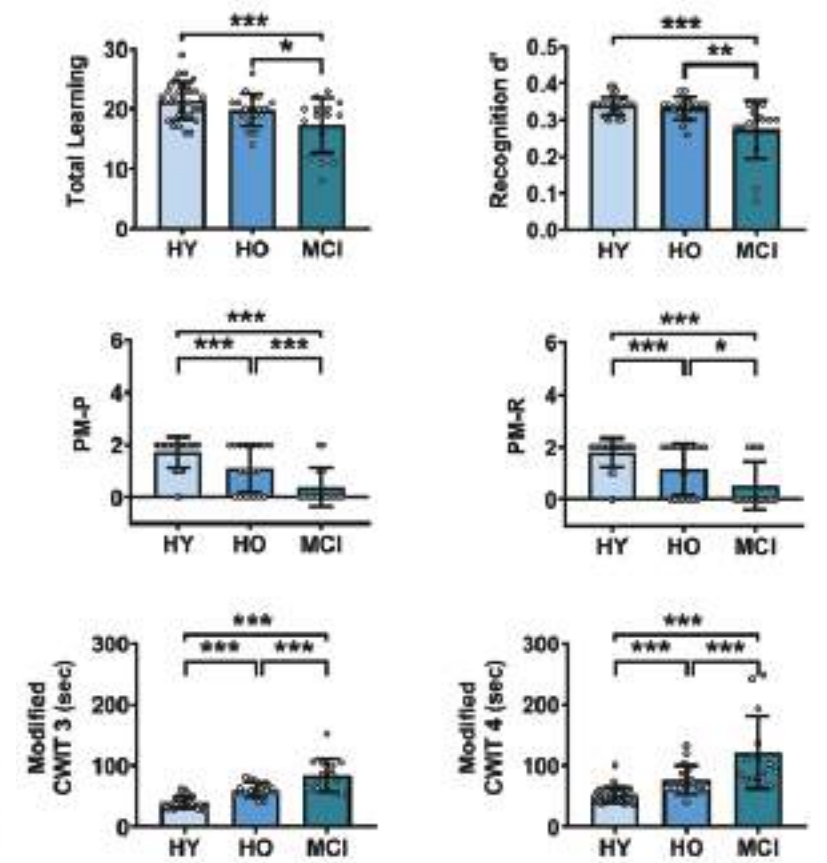 ***
*
Total Learning
30
20
10
0
HY HO MCI
***
**
Recognition d'
0.5
0.4
0.3
0.2
0.1
0.0
HY HO MCI
***
*** ***
PM-P
6
4
2
0
HY HO MCI
***
*** *
PM-R
6
4
2
0
HY HO MCI
***
*** ***
Modified
CWIT 3 (sec)
300
200
100
0
HY HO MCI
***
*** ***
Modified
CWIT 4 (sec)
300
200
100
0
HY HO MCI